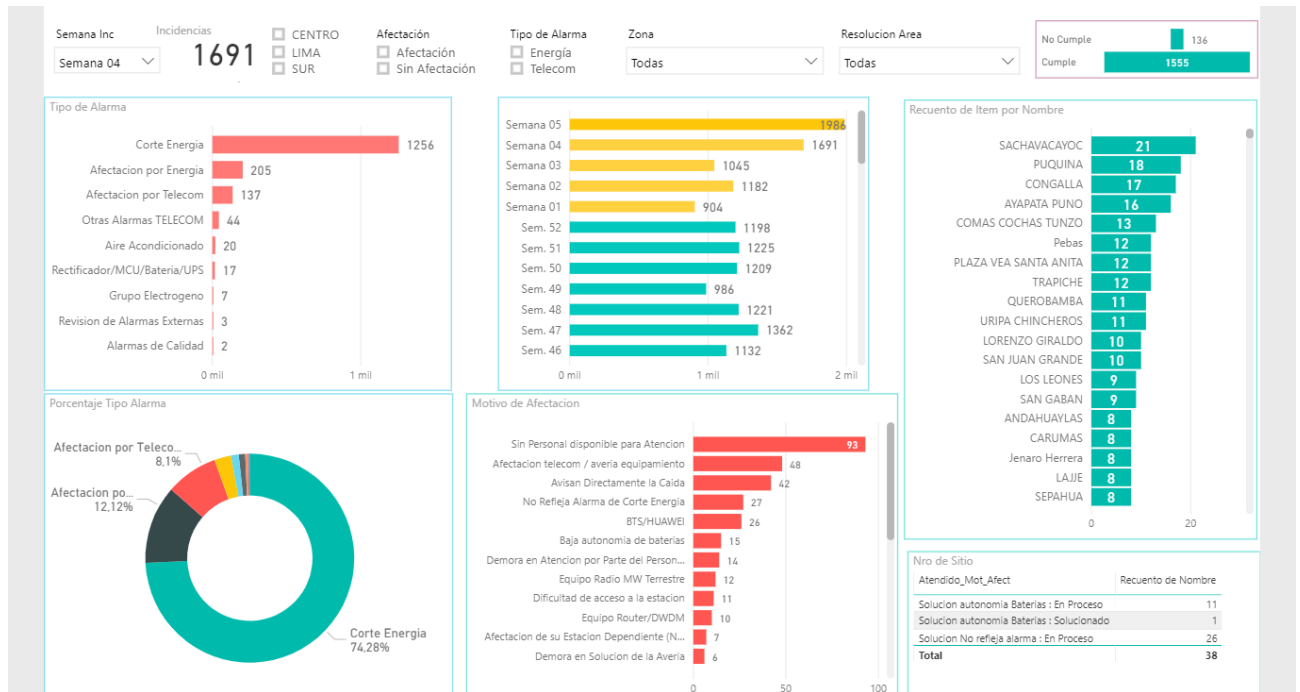 Semana Inc
Semana 04
Incidencias
1691
CENTRO
LIMA
SUR
Afectación
Afectación
Sin Afectación
Tipo de Alarma
Energía
Telecom
Zona
Todas
Resolucion Area
Todas
No Cumple 136
Cumple 1555
Tipo de Alarma
Corte Energia 1256
Afectacion por Energia 205
Afectacion por Telecom 137
Otras Alarmas TELECOM 44
Aire Acondicionado 20
Rectificador/MCU/Bateria/UPS 17
Grupo Electrogeno 7
Revision de Alarmas Externas 3
Alarmas de Calidad 2
0 mil 1 mil
Semana 05 1986
Semana 04 1691
Semana 03 1045
Semana 02 1182
Semana 01 904
Sem. 52 1198
Sem. 51 1225
Sem. 50 1209
Sem. 49 986
Sem. 48 1221
Sem. 47 1362
Sem. 46 1132
0 mil 1 mil 2 mil
Recuento de Item por Nombre
SACHAVACAYOC 21
PUQUINA 18
CONGALLA 17
AYAPATA PUNO 16
COMAS COCHAS TUNZO 13
Pebas 12
PLAZA VEA SANTA ANITA 12
TRAPICHE 12
QUEROBAMBA 11
URIPA CHINCHEROS 11
LORENZO GIRALDO 10
SAN JUAN GRANDE 10
LOS LEONES 9
SAN GABAN 9
ANDAHUAYLAS 8
CARUMAS 8
Jenaro Herrera 8
LAJJE 8
SEPAHUA 8
0 20
Porcentaje Tipo Alarma
Afectacion por Teleco...
8,1%
Afectacion po...
12,12%
Corte Energia
74,28%
Motivo de Afectacion
Sin Personal disponible para Atencion 93
Afectacion telecom / averia equipamiento 48
Avisan Directamente la Caida 42
No Refleja Alarma de Corte Energia 27
BTS/HUAWEI 26
Baja autonomia de baterias 15
Demora en Atencion por Parte del Person... 14
Equipo Radio MW Terrestre 12
Dificultad de acceso a la estacion 11
Equipo Router/DWDM 10
Afectacion de su Estacion Dependiente (N... 7
Demora en Solucion de la Averia 6
0 50 100
Nro de Sitio
Atendido_Mot_Afect Recuento de Nombre
Solucion autonomia Baterias : En Proceso 11
Solucion autonomia Baterias : Solucionado 1
Solucion No refleja alarma : En Proceso 26
Total 38